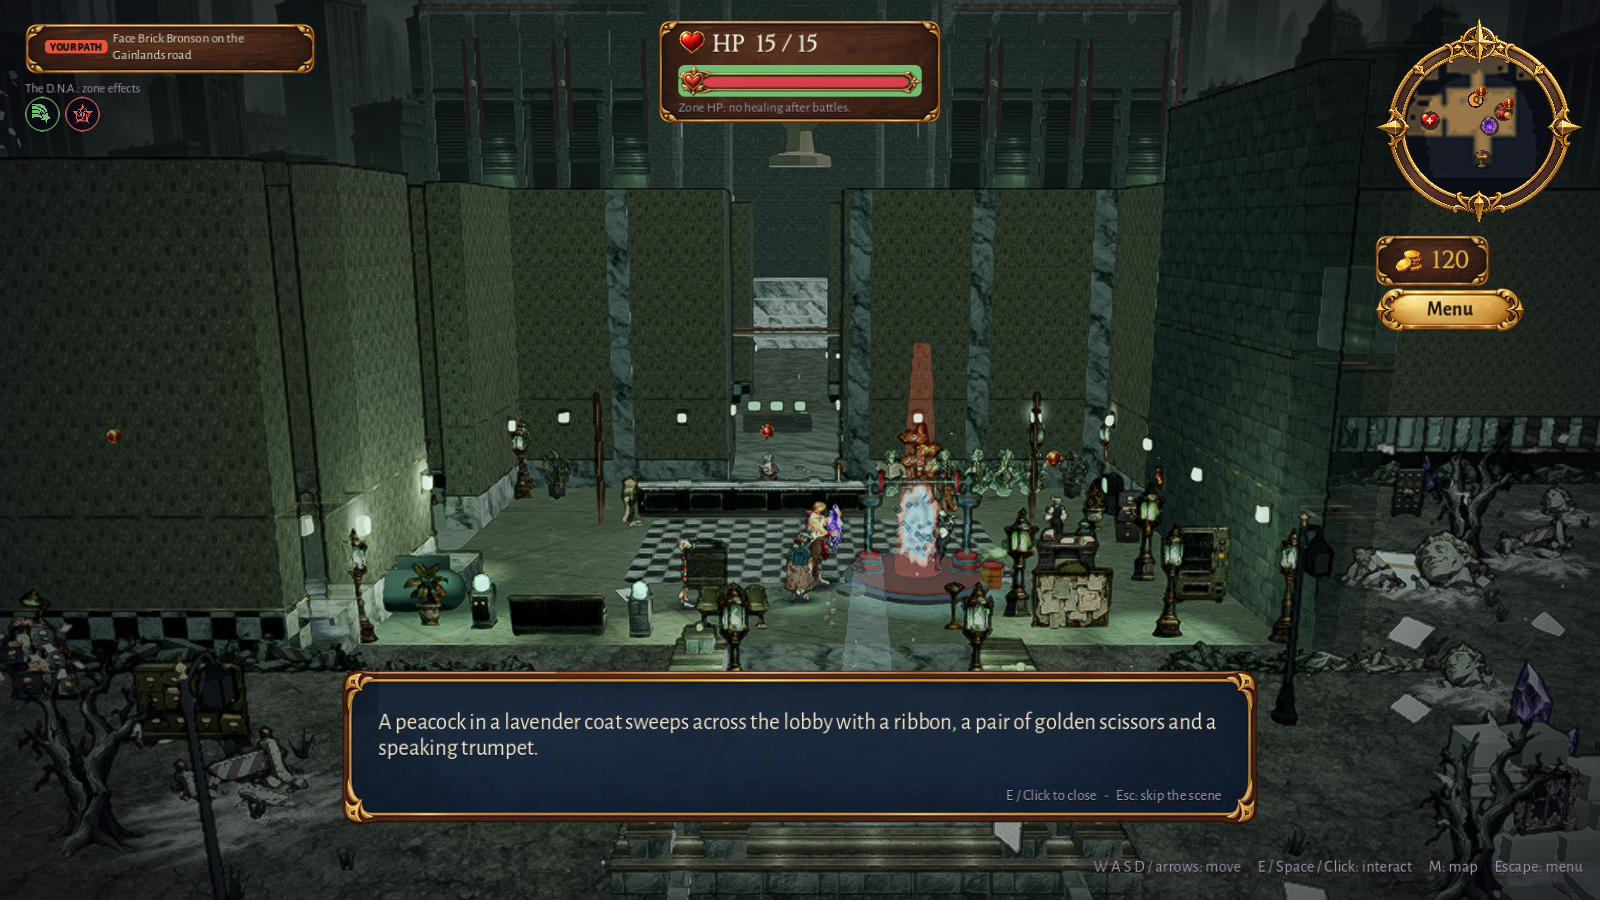 YOUR PATH
Face Brick Bronson on the
Gainlands road
The D.N.A.: zone effects
HP 15 / 15
Zone HP: no healing after battles.
120
Menu
A peacock in a lavender coat sweeps across the lobby with a ribbon, a pair of golden scissors and a
speaking trumpet.
E / Click to close - Esc: skip the scene
W A S D / arrows: move E / Space / Click: interact M: map Escape: menu